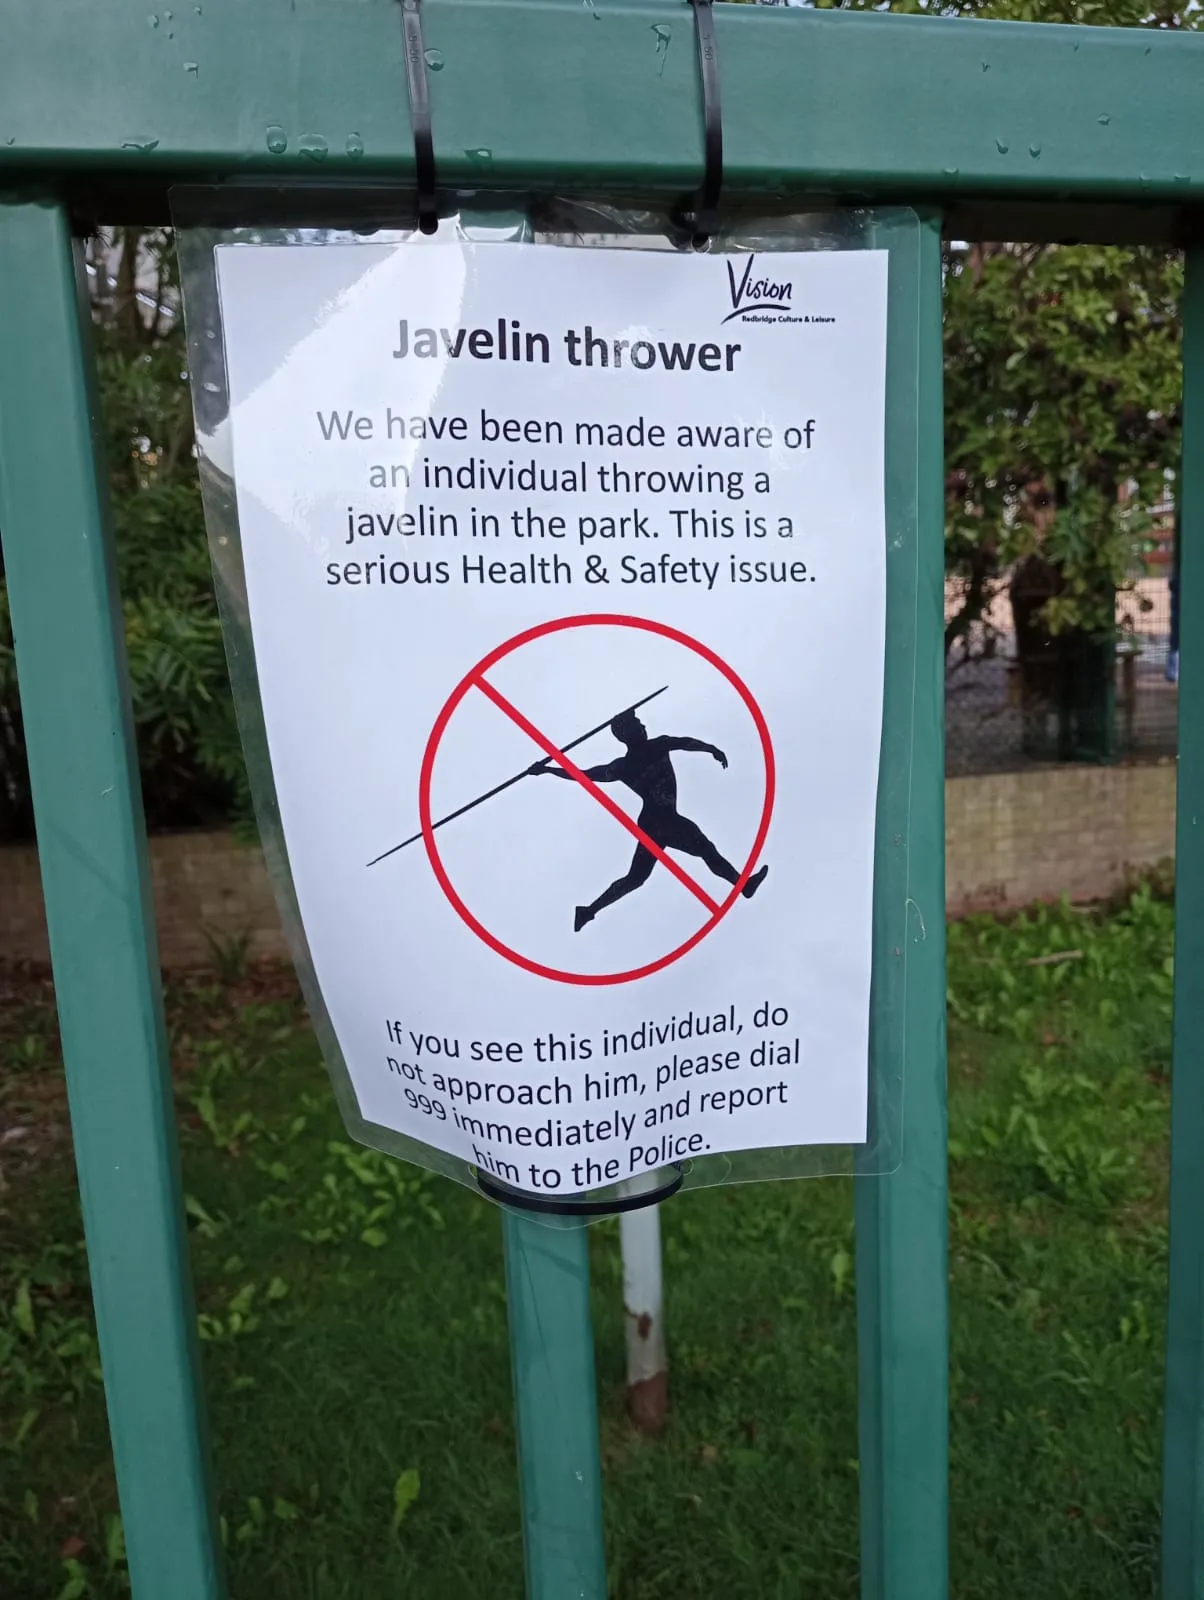 Vision
Redbridge Culture & Leisure
Javelin thrower
We have been made aware of
an individual throwing a
javelin in the park. This is a
serious Health & Safety issue.
If you see this individual, do
not approach him, please dial
999 immediately and report
him to the Police.